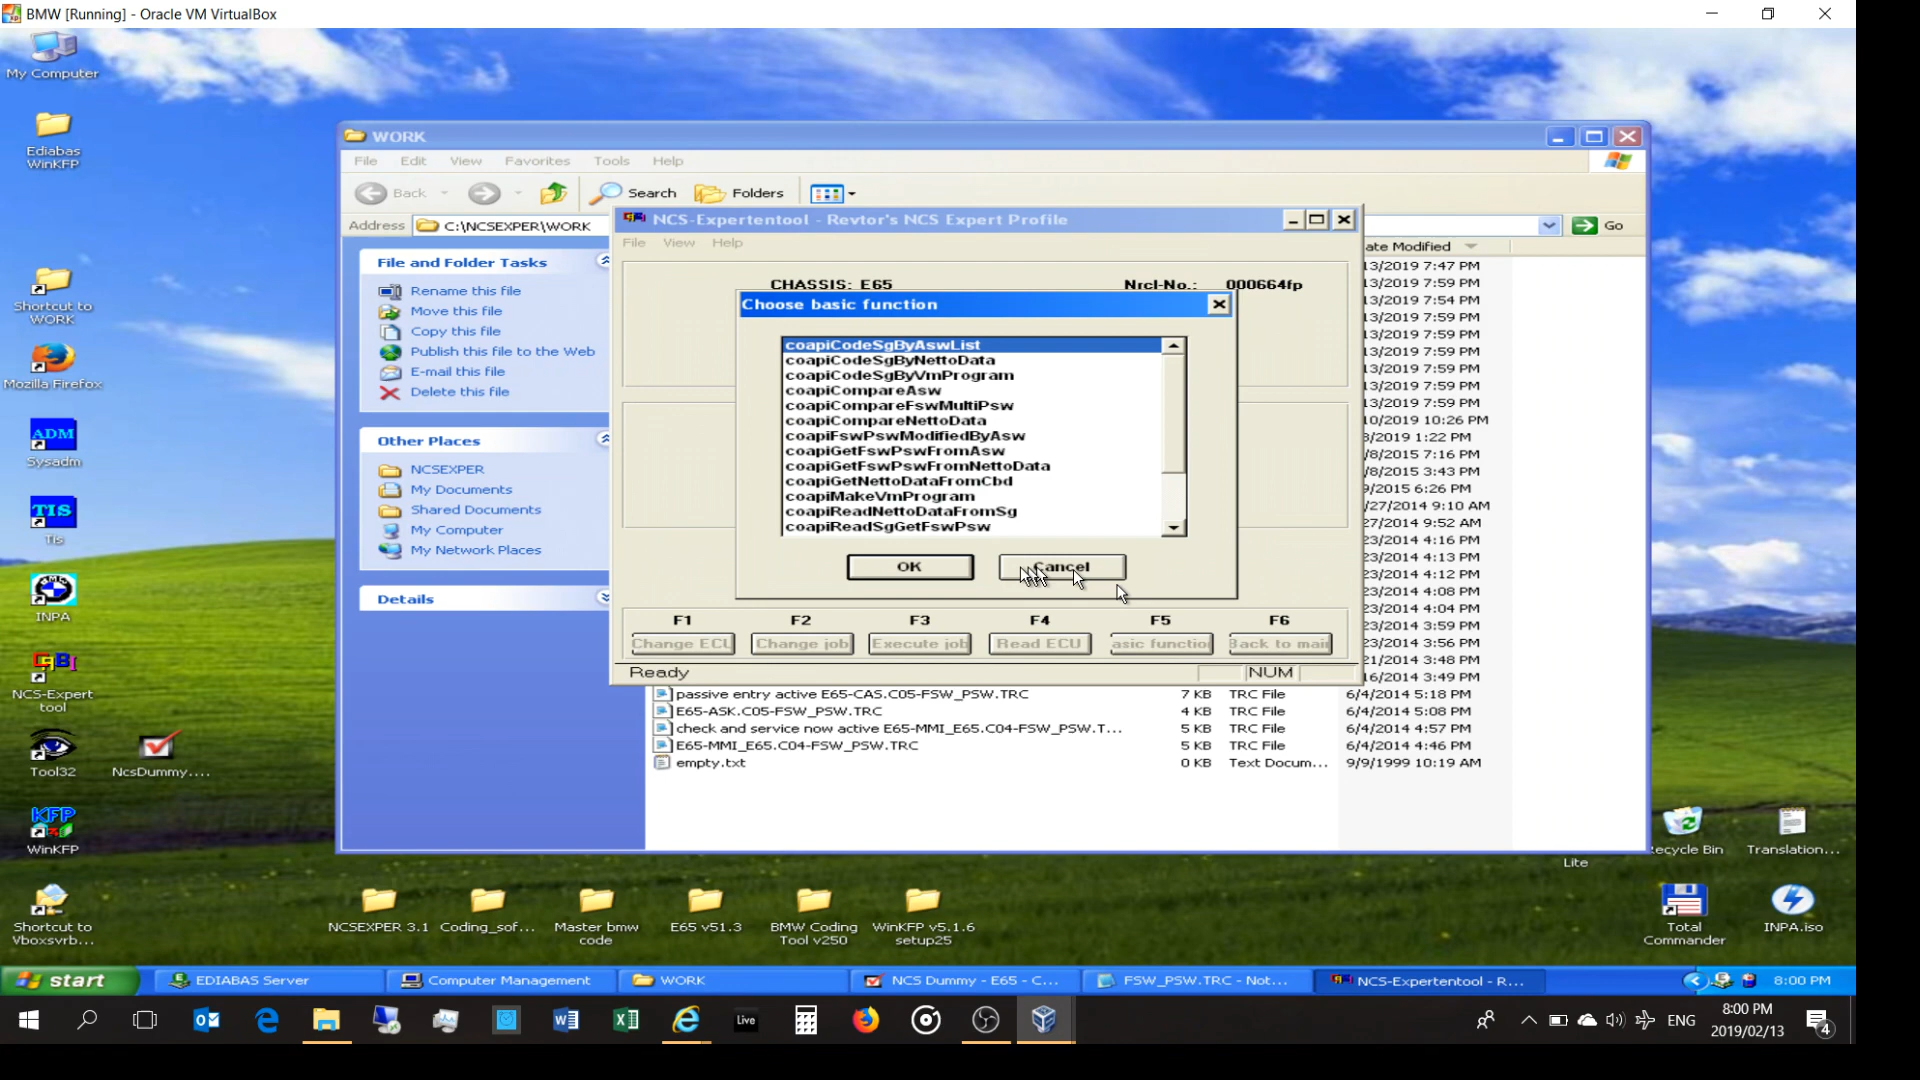 BMW [Running] - Oracle VM VirtualBox
My Computer
Ediabas
WinKFP
Shortcut to
WORK
Mozilla Firefox
ADM
Sysadm
TIS
Tis
INPA
NCS-Expert
tool
Tool32
NcsDummy....
KFP
WinKFP
Shortcut to
Vboxsvrb...
WORK
File Edit View Favorites Tools Help
Back Search Folders
Address C:\NCSEXPER\WORK Go
File and Folder Tasks
Rename this file
Move this file
Copy this file
Publish this file to the Web
E-mail this file
Delete this file
Other Places
NCSEXPER
My Documents
Shared Documents
My Computer
My Network Places
Details
NCS-Expertentool - Revtor's NCS Expert Profile
File View Help
CHASSIS: E65 Nrcl-No.: 000664fp
Choose basic function
coapiCodeSgByAswList
coapiCodeSgByNettoData
coapiCodeSgByVmProgram
coapiCompareAsw
coapiCompareFswMultiPsw
coapiCompareNettoData
coapiFswPswModifiedByAsw
coapiGetFswPswFromAsw
coapiGetFswPswFromNettoData
coapiGetNettoDataFromCbd
coapiMakeVmProgram
coapiReadNettoDataFromSg
coapiReadSgGetFswPsw
OK Cancel
F1 F2 F3 F4 F5 F6
Change ECU Change job Execute job Read ECU asic function Back to main
Ready NUM
ate Modified
13/2019 7:47 PM
13/2019 7:59 PM
13/2019 7:54 PM
13/2019 7:59 PM
13/2019 7:59 PM
13/2019 7:59 PM
13/2019 7:59 PM
13/2019 7:59 PM
13/2019 7:59 PM
10/2019 10:26 PM
3/2019 1:22 PM
/8/2015 7:16 PM
/8/2015 3:43 PM
9/2015 6:26 PM
/27/2014 9:10 AM
27/2014 9:52 AM
23/2014 4:16 PM
23/2014 4:13 PM
23/2014 4:12 PM
23/2014 4:08 PM
23/2014 4:04 PM
23/2014 3:59 PM
23/2014 3:56 PM
21/2014 3:48 PM
16/2014 3:49 PM
passive entry active E65-CAS.C05-FSW_PSW.TRC 7 KB TRC File 6/4/2014 5:18 PM
E65-ASK.C05-FSW_PSW.TRC 4 KB TRC File 6/4/2014 5:08 PM
check and service now active E65-MMI_E65.C04-FSW_PSW.T... 5 KB TRC File 6/4/2014 4:57 PM
E65-MMI_E65.C04-FSW_PSW.TRC 5 KB TRC File 6/4/2014 4:46 PM
empty.txt 0 KB Text Docum... 9/9/1999 10:19 AM
Lite
ecycle Bin
Translation...
NCSEXPER 3.1
Coding_sof...
Master bmw
code
E65 v51.3
BMW Coding
Tool v250
WinKFP v5.1.6
setup25
Total
Commander
INPA.iso
start EDIABAS Server Computer Management WORK NCS Dummy - E65 - C... FSW_PSW.TRC - Not... NCS-Expertentool - R... 8:00 PM
Live ENG 8:00 PM
2019/02/13
4